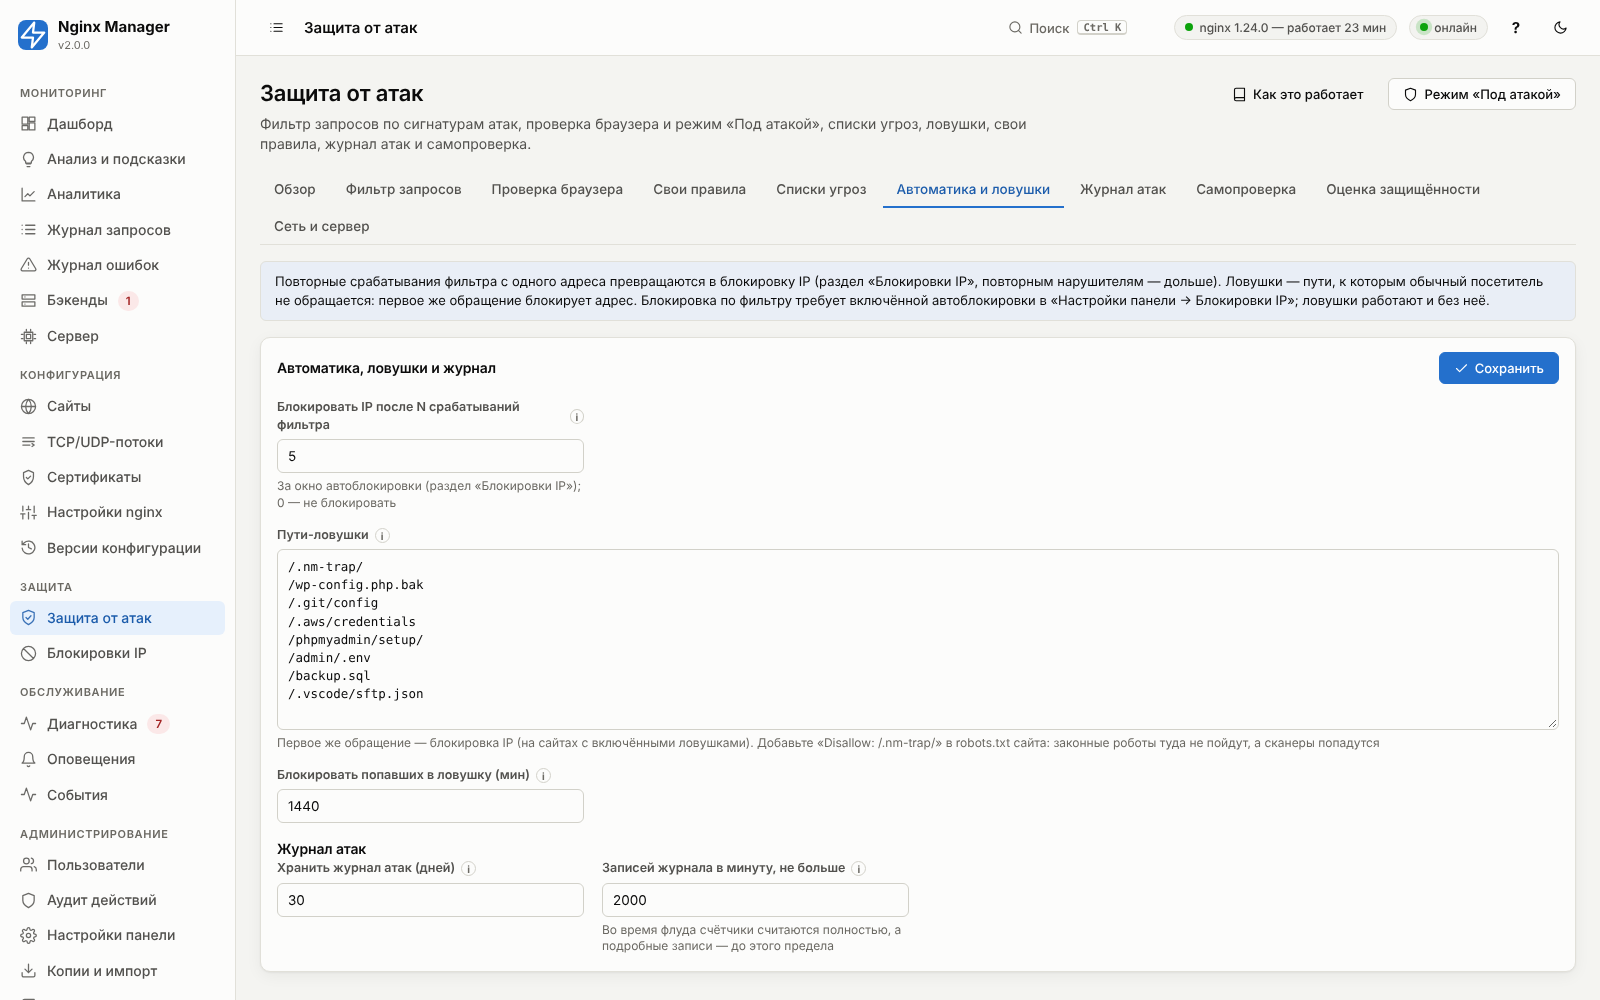 Nginx Manager
v2.0.0
МОНИТОРИНГ
Дашборд
Анализ и подсказки
Аналитика
Журнал запросов
Журнал ошибок
Бэкенды 1
Сервер
КОНФИГУРАЦИЯ
Сайты
TCP/UDP-потоки
Сертификаты
Настройки nginx
Версии конфигурации
ЗАЩИТА
Защита от атак
Блокировки IP
ОБСЛУЖИВАНИЕ
Диагностика 7
Оповещения
События
АДМИНИСТРИРОВАНИЕ
Пользователи
Аудит действий
Настройки панели
Копии и импорт
Защита от атак
Поиск Ctrl K
nginx 1.24.0 — работает 23 мин
онлайн
?
Защита от атак
Как это работает
Режим «Под атакой»
Фильтр запросов по сигнатурам атак, проверка браузера и режим «Под атакой», списки угроз, ловушки, свои
правила, журнал атак и самопроверка.
Обзор Фильтр запросов Проверка браузера Свои правила Списки угроз Автоматика и ловушки Журнал атак Самопроверка Оценка защищённости
Сеть и сервер
Повторные срабатывания фильтра с одного адреса превращаются в блокировку IP (раздел «Блокировки IP», повторным нарушителям — дольше). Ловушки — пути, к которым обычный посетитель
не обращается: первое же обращение блокирует адрес. Блокировка по фильтру требует включённой автоблокировки в «Настройки панели → Блокировки IP»; ловушки работают и без неё.
Автоматика, ловушки и журнал
Сохранить
Блокировать IP после N срабатываний
фильтра
5
За окно автоблокировки (раздел «Блокировки IP»);
0 — не блокировать
Пути-ловушки
/.nm-trap/
/wp-config.php.bak
/.git/config
/.aws/credentials
/phpmyadmin/setup/
/admin/.env
/backup.sql
/.vscode/sftp.json
Первое же обращение — блокировка IP (на сайтах с включёнными ловушками). Добавьте «Disallow: /.nm-trap/» в robots.txt сайта: законные роботы туда не пойдут, а сканеры попадутся
Блокировать попавших в ловушку (мин)
1440
Журнал атак
Хранить журнал атак (дней)
30
Записей журнала в минуту, не больше
2000
Во время флуда счётчики считаются полностью, а
подробные записи — до этого предела